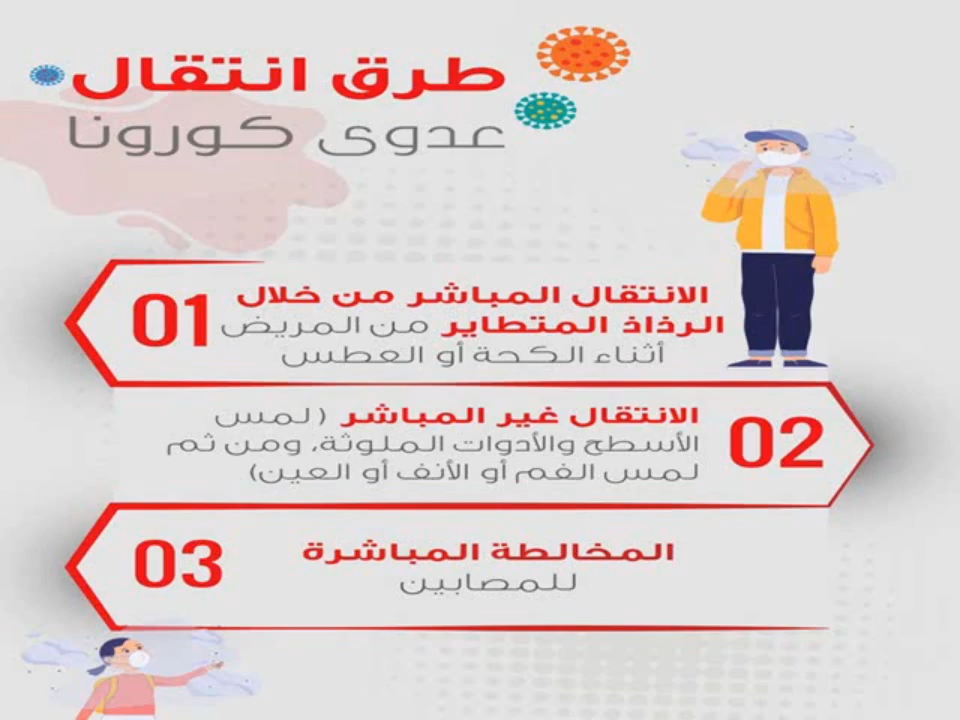 طرق انتقال
عدوى كورونا
01
الانتقال المباشر من خلال
الرذاذ المتطاير من المريض
أثناء الكحة أو العطس
02
الانتقال غير المباشر (لمس
الأسطح والأدوات الملوثة، ومن ثم
لمس الفم أو الأنف أو العين)
03
المخالطة المباشرة
للمصابين